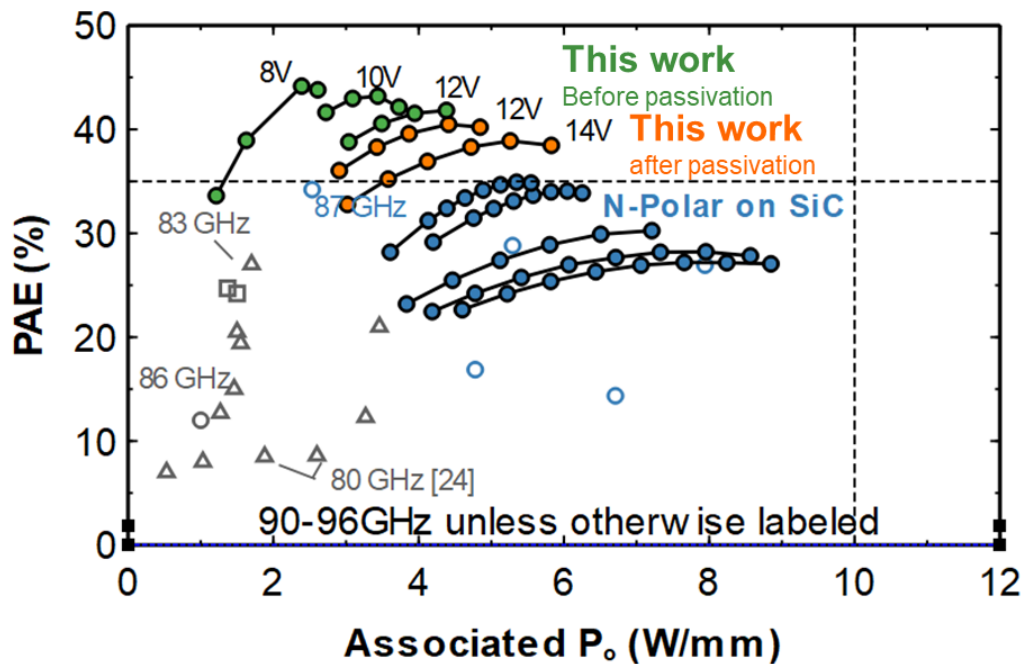 50
40
30
20
10
0
PAE (%)
8V
10V
12V
12V
14V
This work
Before passivation
This work
after passivation
87 GHz
N-Polar on SiC
83 GHz
86 GHz
80 GHz [24]
90-96GHz unless otherwise labeled
0
2
4
6
8
10
12
Associated Po (W/mm)